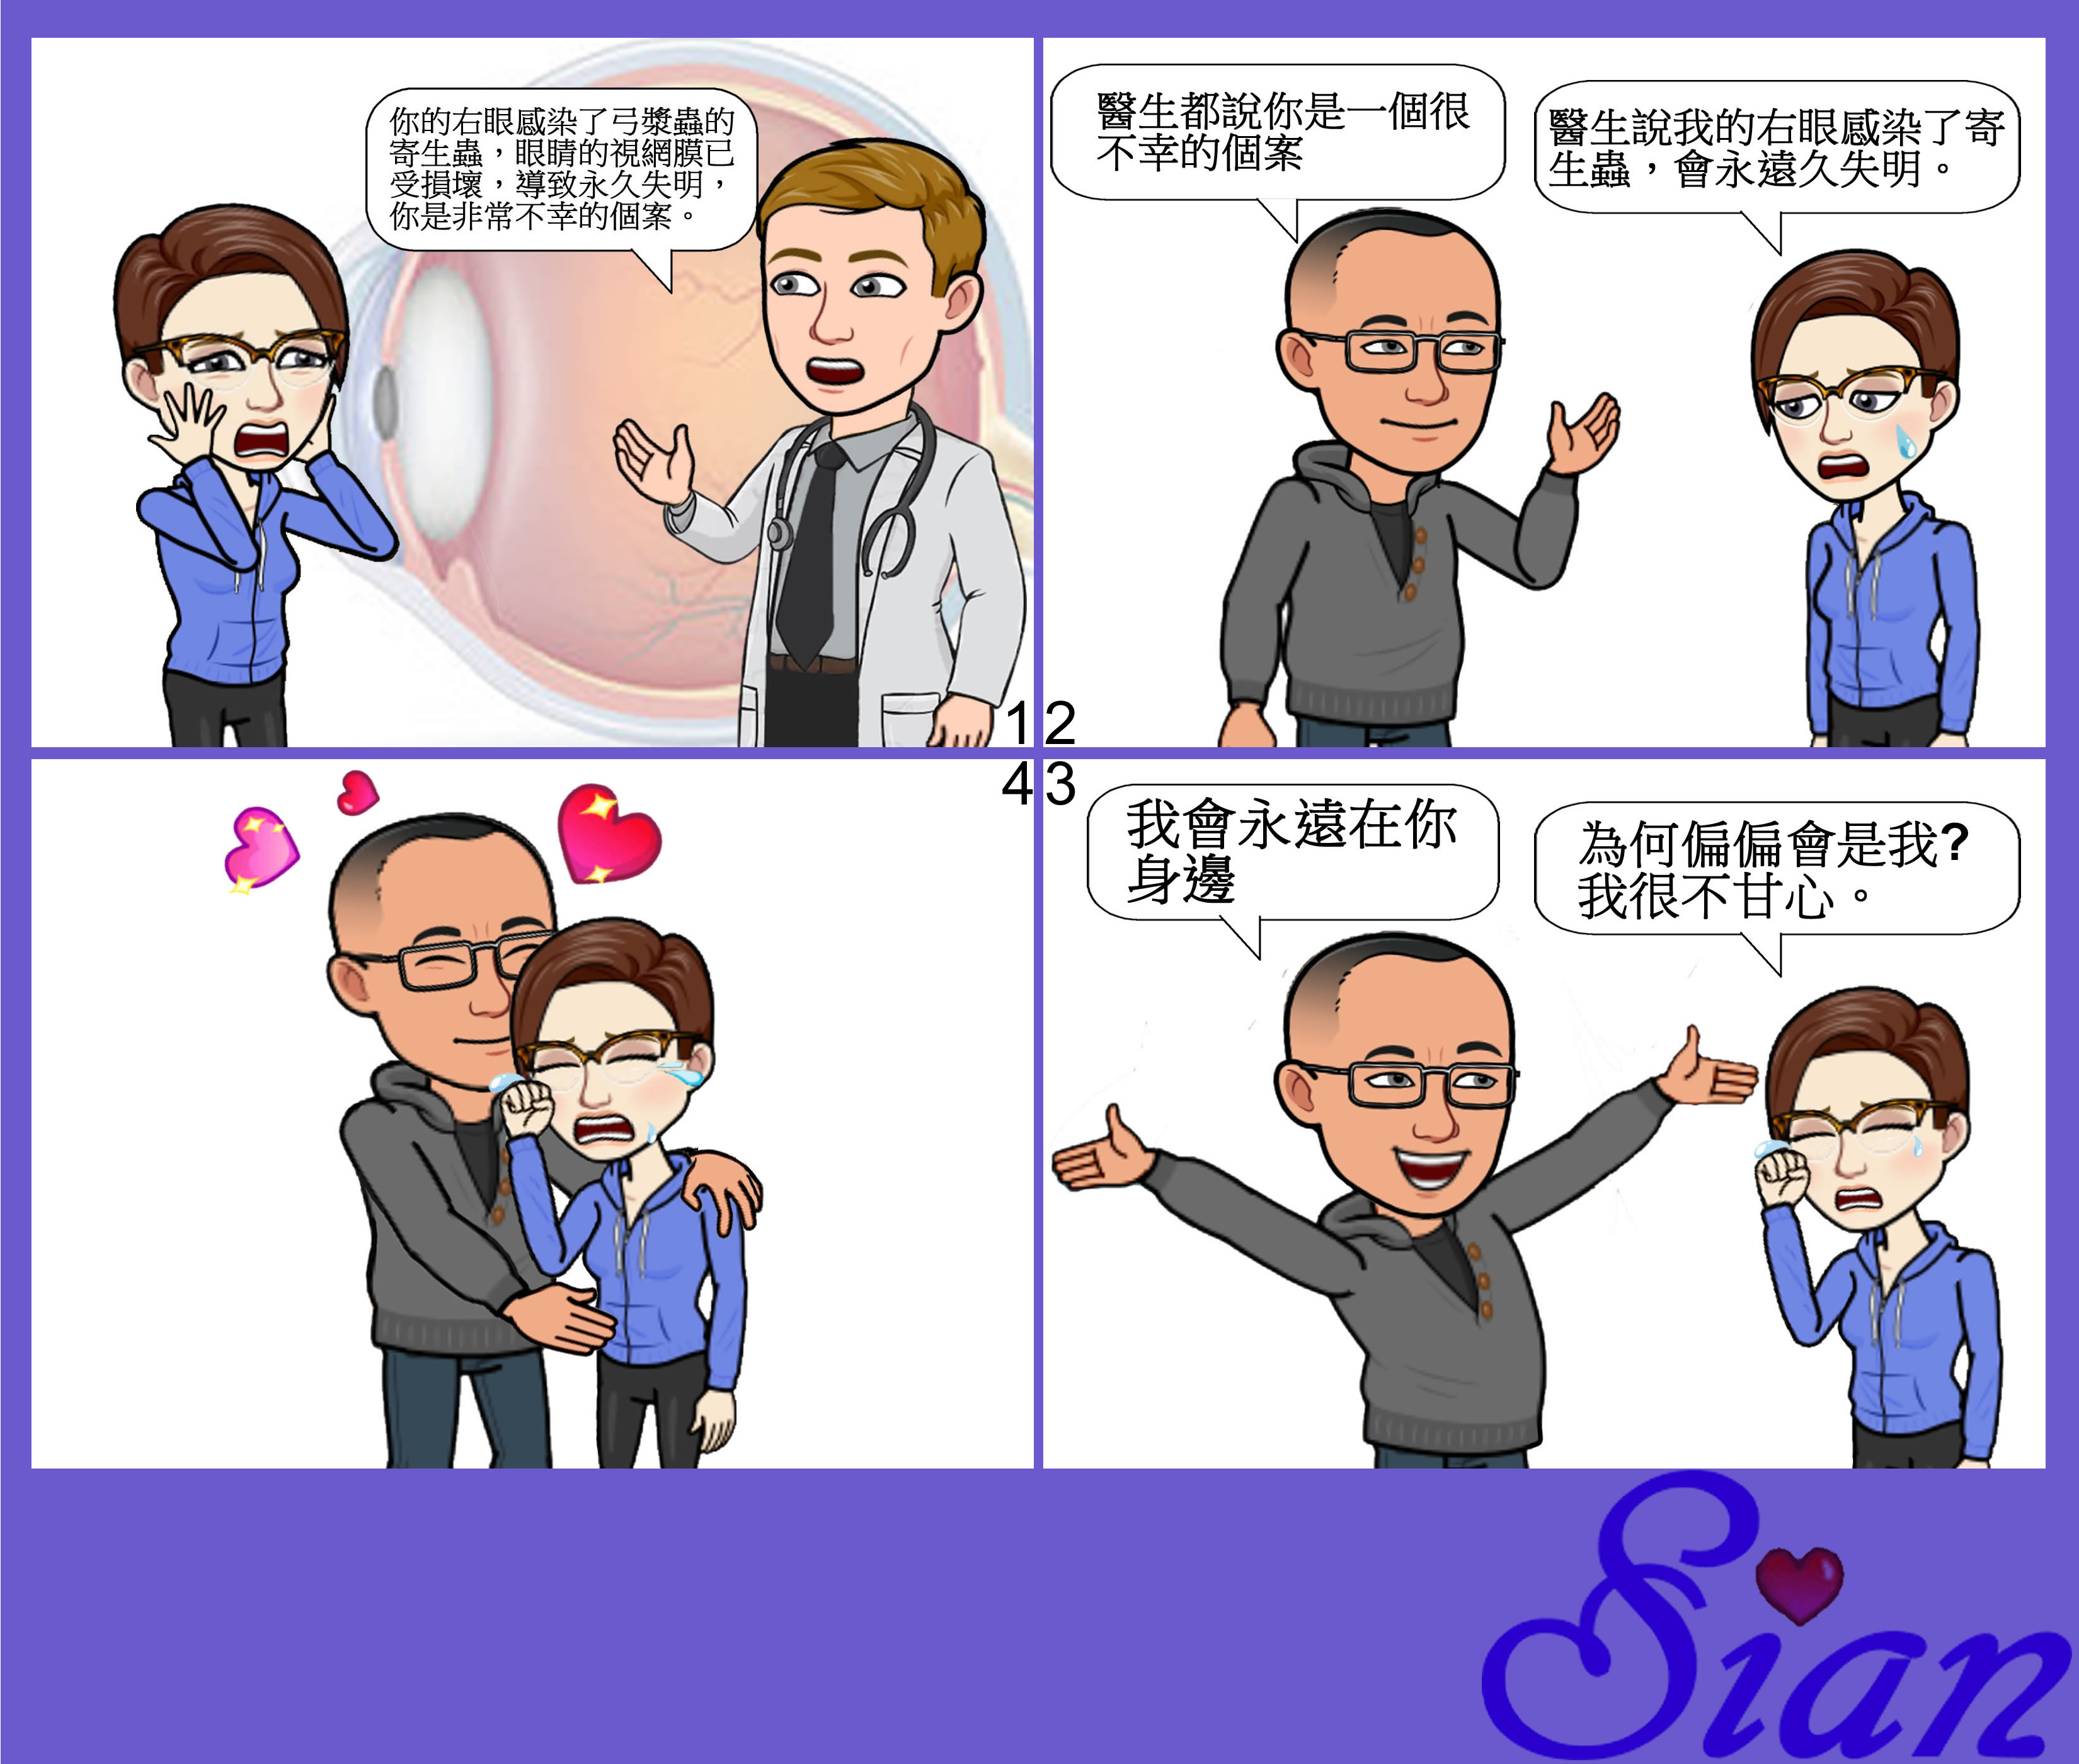 你的右眼感染了弓漿蟲的
寄生蟲，眼睛的視網膜已
受損壞，導致永久失明，
你是非常不幸的個案。
1
醫生都說你是一個很
不幸的個案
醫生說我的右眼感染了寄
生蟲，會永遠久失明。
2
3
我會永遠在你
身邊
為何偏偏會是我?
我很不甘心。
4
Sian